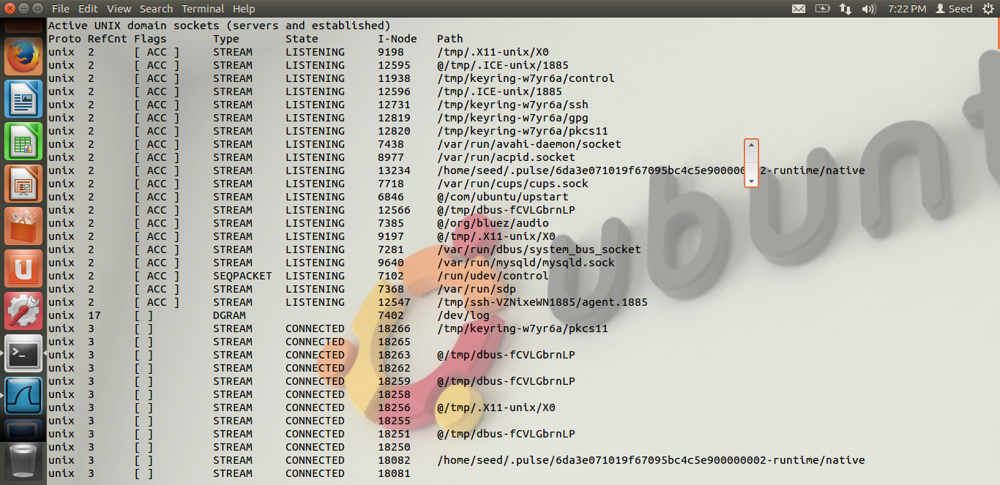 File Edit View Search Terminal Help 7:22 PM Seed
Active UNIX domain sockets (servers and established)
Proto RefCnt Flags Type State I-Node Path
unix 2 [ ACC ] STREAM LISTENING 9198 /tmp/.X11-unix/X0
unix 2 [ ACC ] STREAM LISTENING 12595 @/tmp/.ICE-unix/1885
unix 2 [ ACC ] STREAM LISTENING 11938 /tmp/keyring-w7yr6a/control
unix 2 [ ACC ] STREAM LISTENING 12596 /tmp/.ICE-unix/1885
unix 2 [ ACC ] STREAM LISTENING 12731 /tmp/keyring-w7yr6a/ssh
unix 2 [ ACC ] STREAM LISTENING 12819 /tmp/keyring-w7yr6a/gpg
unix 2 [ ACC ] STREAM LISTENING 12820 /tmp/keyring-w7yr6a/pkcs11
unix 2 [ ACC ] STREAM LISTENING 7438 /var/run/avahi-daemon/socket
unix 2 [ ACC ] STREAM LISTENING 8977 /var/run/acpid.socket
unix 2 [ ACC ] STREAM LISTENING 13234 /home/seed/.pulse/6da3e071019f67095bc4c5e900000002-runtime/native
unix 2 [ ACC ] STREAM LISTENING 7718 /var/run/cups/cups.sock
unix 2 [ ACC ] STREAM LISTENING 6846 @/com/ubuntu/upstart
unix 2 [ ACC ] STREAM LISTENING 12566 @/tmp/dbus-fCVLGbrnLP
unix 2 [ ACC ] STREAM LISTENING 7385 @/org/bluez/audio
unix 2 [ ACC ] STREAM LISTENING 9197 @/tmp/.X11-unix/X0
unix 2 [ ACC ] STREAM LISTENING 7281 /var/run/dbus/system_bus_socket
unix 2 [ ACC ] STREAM LISTENING 9640 /var/run/mysqld/mysqld.sock
unix 2 [ ACC ] SEQPACKET LISTENING 7102 /run/udev/control
unix 2 [ ACC ] STREAM LISTENING 7368 /var/run/sdp
unix 2 [ ACC ] STREAM LISTENING 12547 /tmp/ssh-VZNixeWN1885/agent.1885
unix 17 [ ] DGRAM 7402 /dev/log
unix 3 [ ] STREAM CONNECTED 18266 /tmp/keyring-w7yr6a/pkcs11
unix 3 [ ] STREAM CONNECTED 18265
unix 3 [ ] STREAM CONNECTED 18263 @/tmp/dbus-fCVLGbrnLP
unix 3 [ ] STREAM CONNECTED 18262
unix 3 [ ] STREAM CONNECTED 18259 @/tmp/dbus-fCVLGbrnLP
unix 3 [ ] STREAM CONNECTED 18258
unix 3 [ ] STREAM CONNECTED 18256 @/tmp/.X11-unix/X0
unix 3 [ ] STREAM CONNECTED 18255
unix 3 [ ] STREAM CONNECTED 18251 @/tmp/dbus-fCVLGbrnLP
unix 3 [ ] STREAM CONNECTED 18250
unix 3 [ ] STREAM CONNECTED 18082 /home/seed/.pulse/6da3e071019f67095bc4c5e900000002-runtime/native
unix 3 [ ] STREAM CONNECTED 18081
ubunt